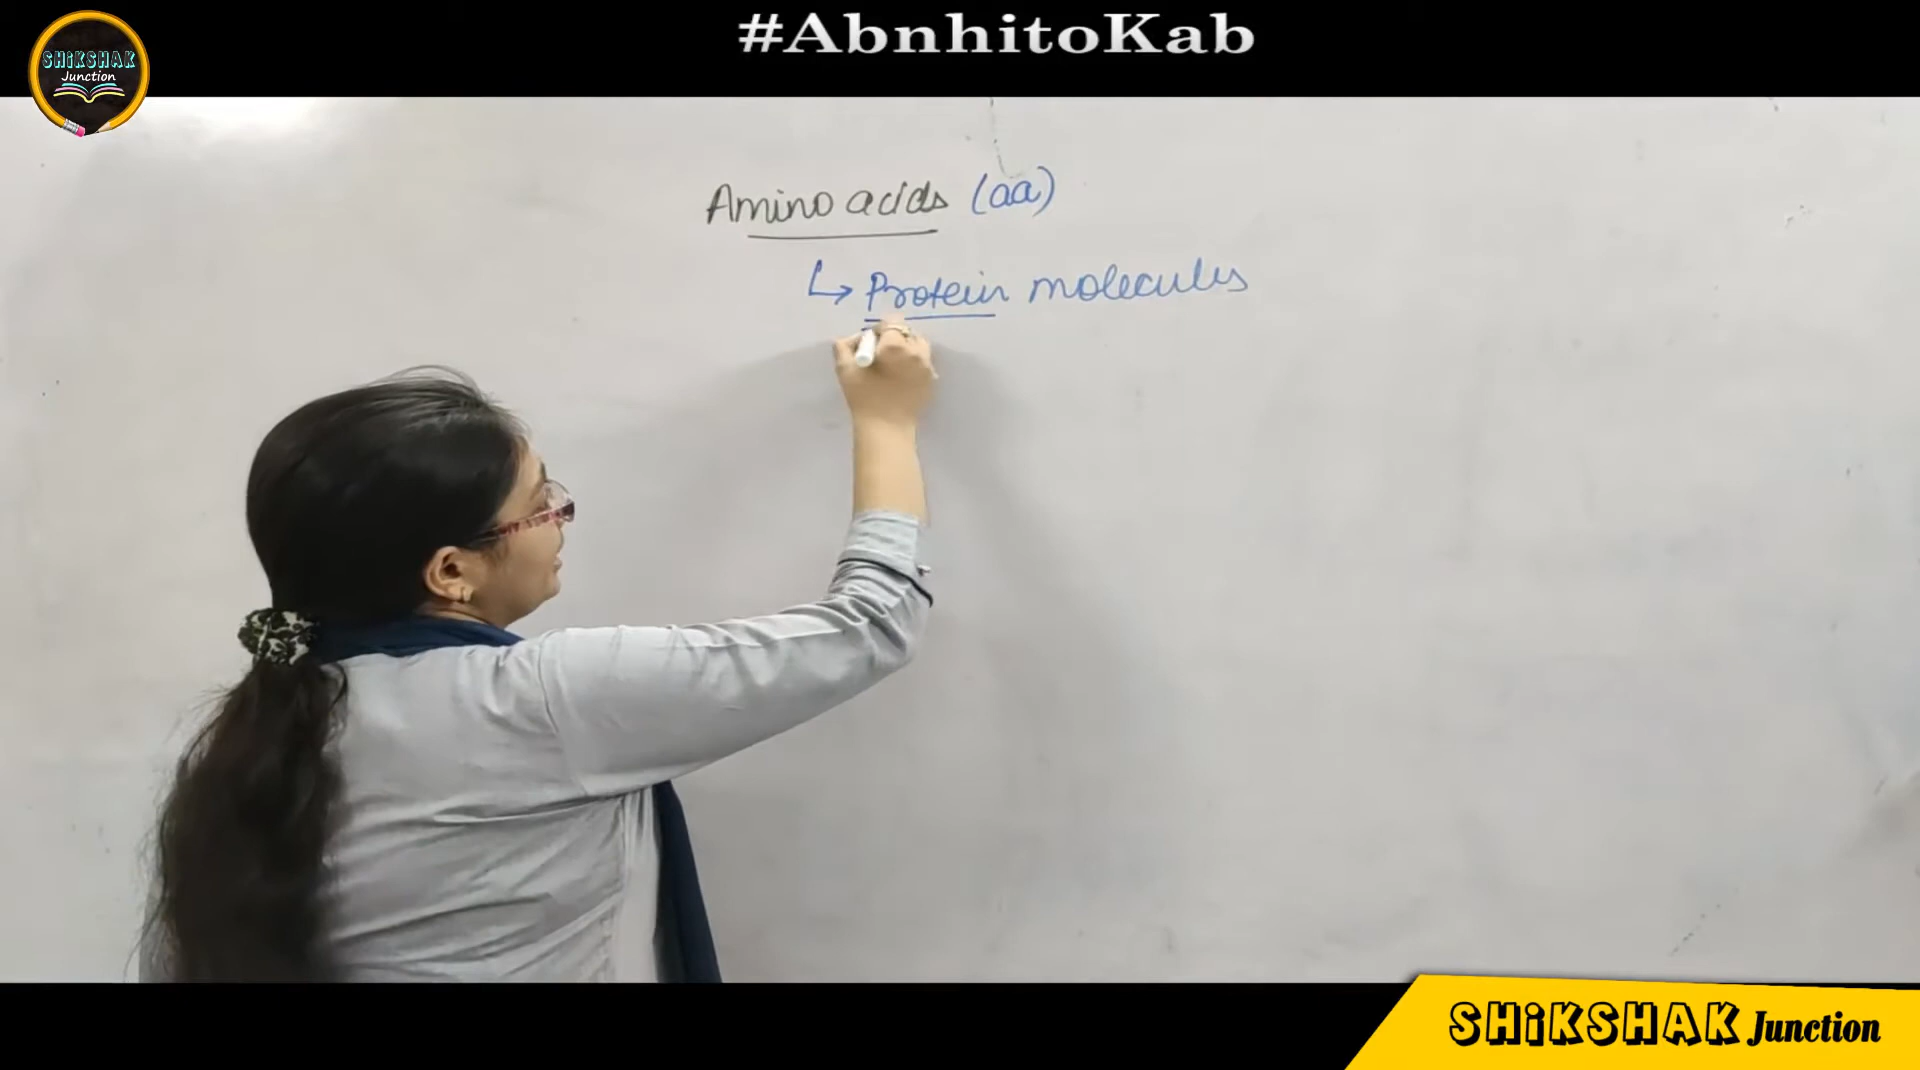 #AbnhitoKab
SHiKSHAK
Junction
Amino acids (aa)
↳ Protein molecules
SHiKSHAK Junction